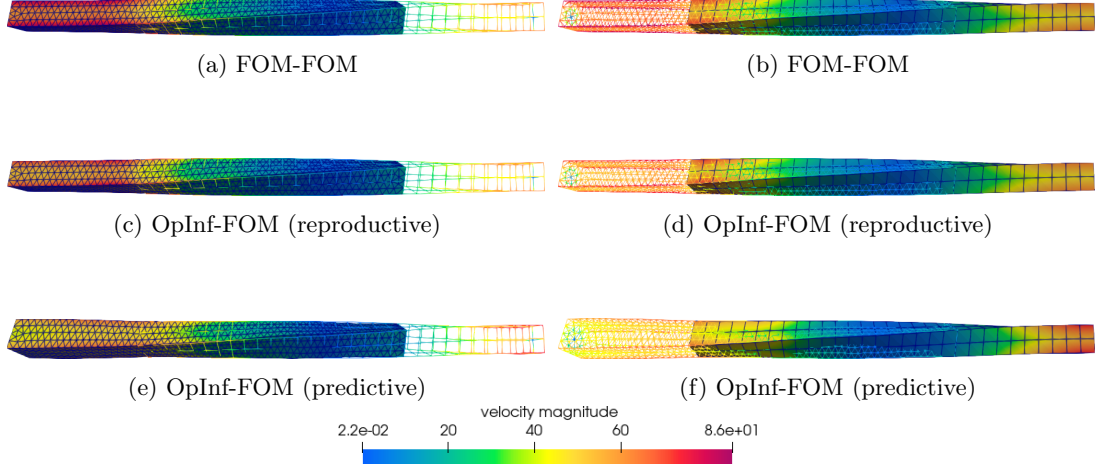 (a) FOM-FOM
(b) FOM-FOM
(c) OpInf-FOM (reproductive)
(d) OpInf-FOM (reproductive)
(e) OpInf-FOM (predictive)
(f) OpInf-FOM (predictive)
velocity magnitude
2.2e-02 20 40 60 8.6e+01